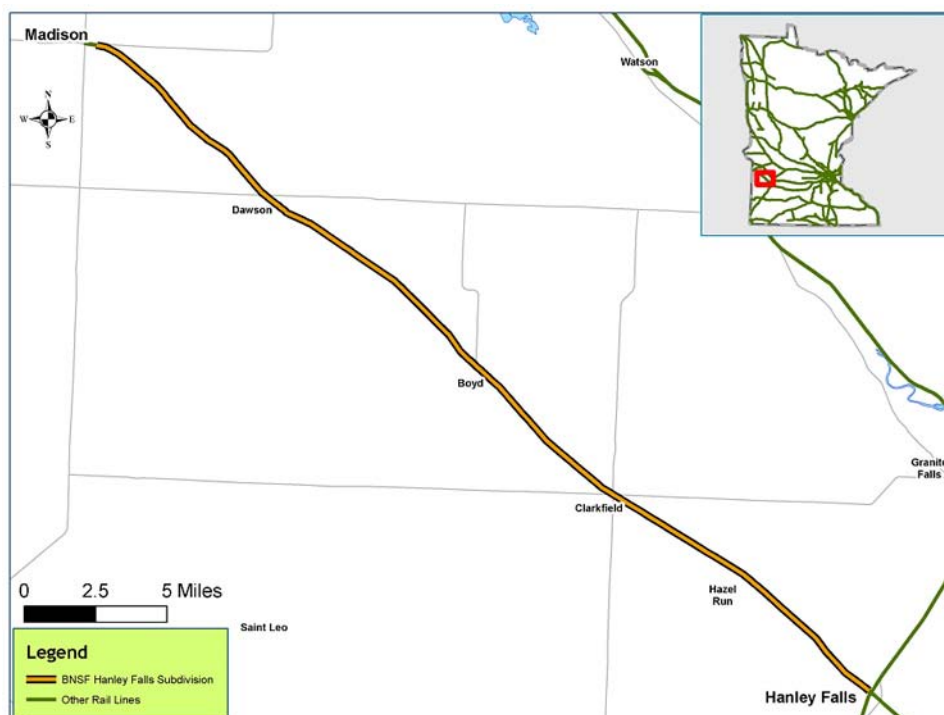 Madison
Watson
N
W E
S
Dawson
Boyd
Granite
Falls
Clarkfield
Hazel
Run
0 2.5 5 Miles
Saint Leo
Legend
BNSF Hanley Falls Subdivision
Other Rail Lines
Hanley Falls